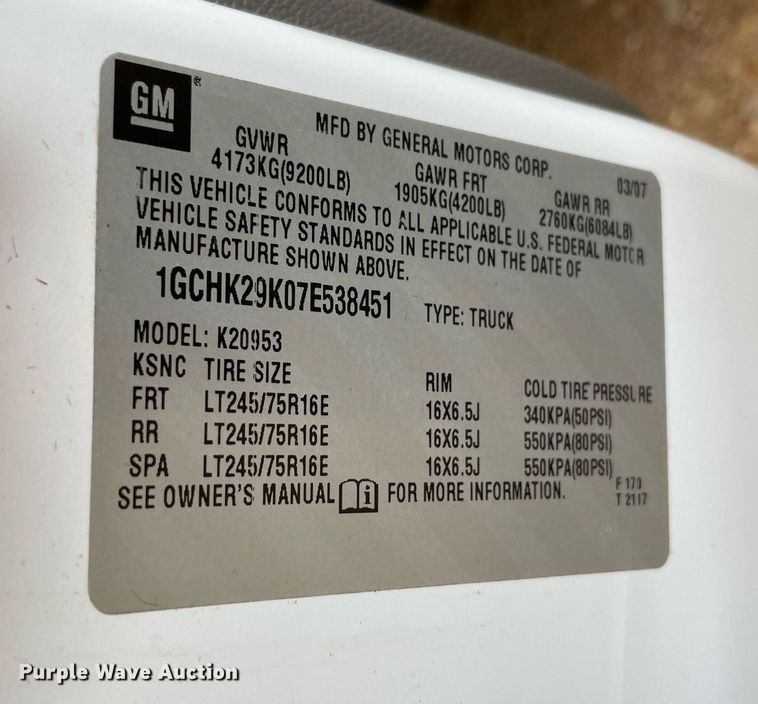 GM ®
MFD BY GENERAL MOTORS CORP. 03/07
GVWR GAWR FRT GAWR RR
4173KG(9200LB) 1905KG(4200LB) 2760KG(6084LB)
THIS VEHICLE CONFORMS TO ALL APPLICABLE U.S. FEDERAL MOTOR
VEHICLE SAFETY STANDARDS IN EFFECT ON THE DATE OF
MANUFACTURE SHOWN ABOVE.
1GCHK29K07E538451 TYPE: TRUCK
MODEL: K20953
KSNC TIRE SIZE RIM COLD TIRE PRESSURE
FRT LT245/75R16E 16X6.5J 340KPA(50PSI)
RR LT245/75R16E 16X6.5J 550KPA(80PSI)
SPA LT245/75R16E 16X6.5J 550KPA(80PSI)
SEE OWNER'S MANUAL i FOR MORE INFORMATION.
F 170
T 2117
Purple Wave Auction